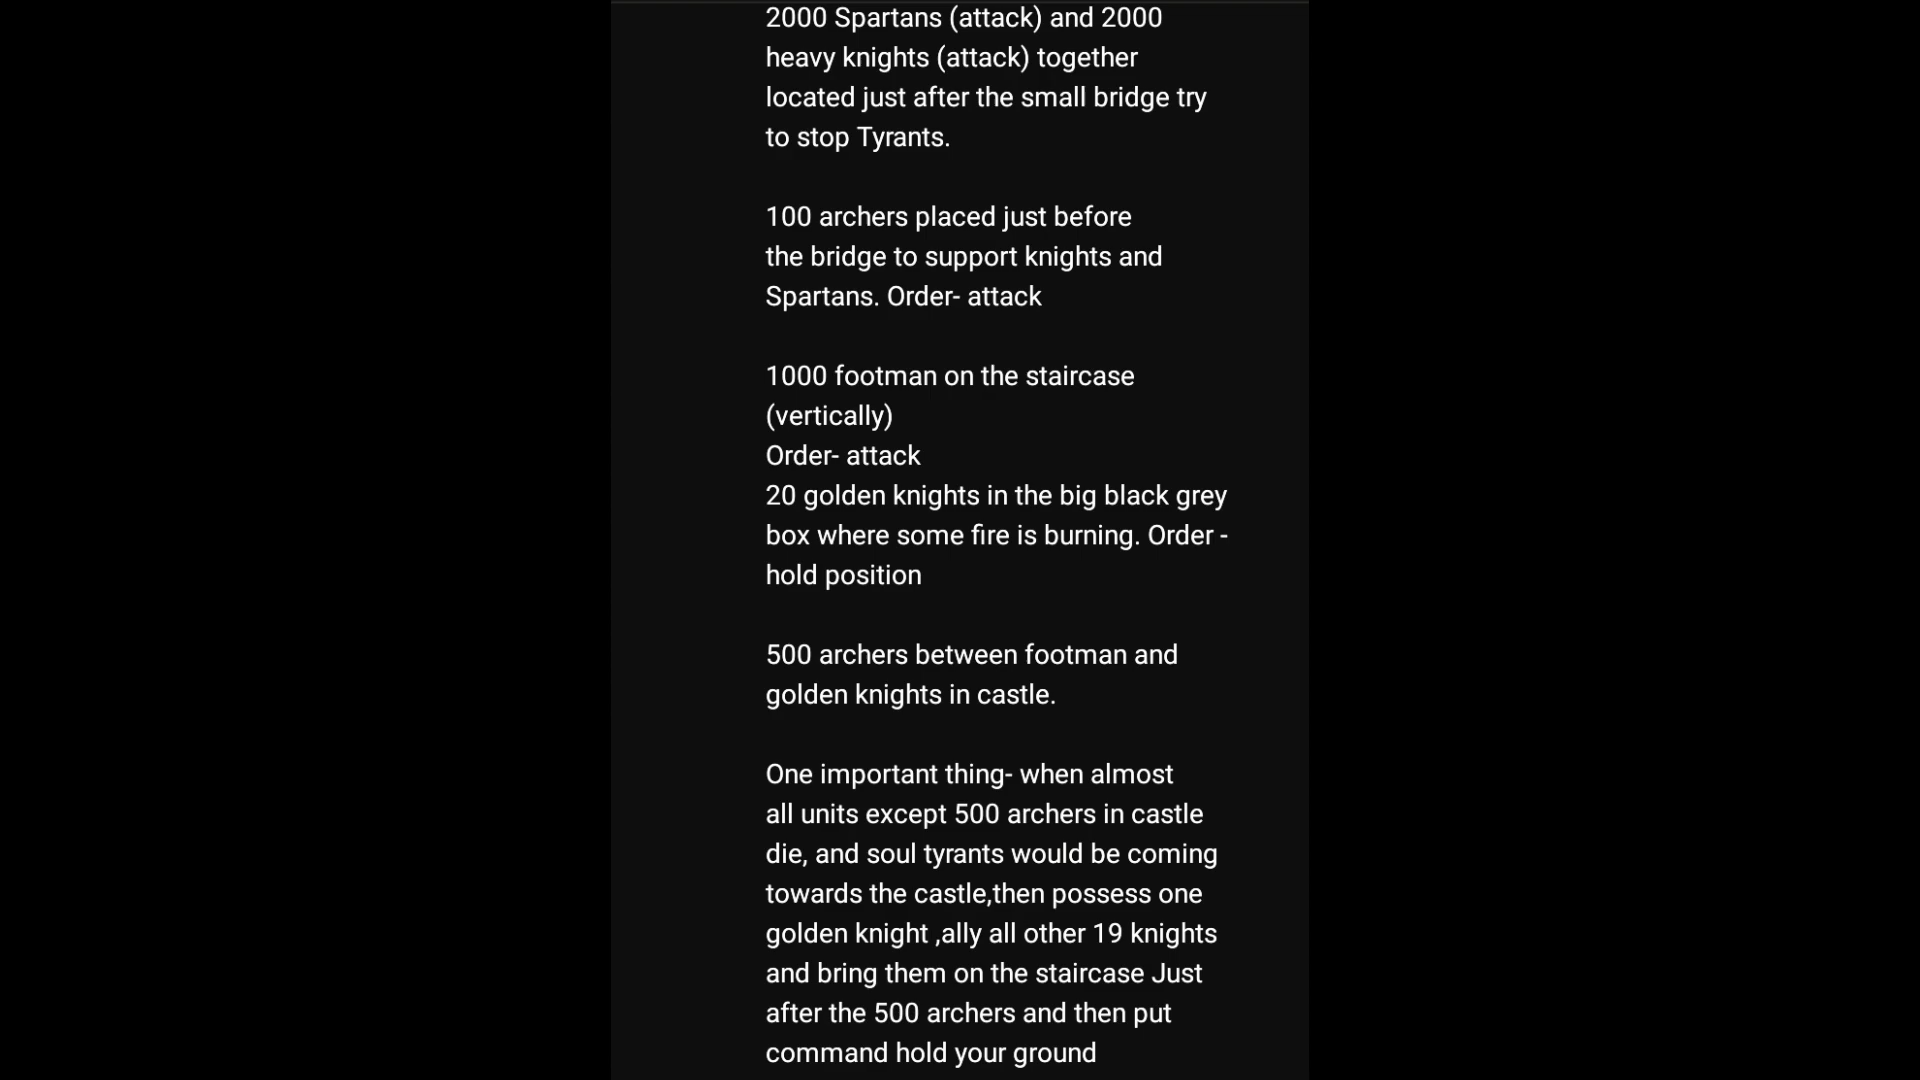 2000 Spartans (attack) and 2000
heavy knights (attack) together
located just after the small bridge try
to stop Tyrants.
100 archers placed just before
the bridge to support knights and
Spartans. Order- attack
1000 footman on the staircase
(vertically)
Order- attack
20 golden knights in the big black grey
box where some fire is burning. Order -
hold position
500 archers between footman and
golden knights in castle.
One important thing- when almost
all units except 500 archers in castle
die, and soul tyrants would be coming
towards the castle,then possess one
golden knight ,ally all other 19 knights
and bring them on the staircase Just
after the 500 archers and then put
command hold your ground